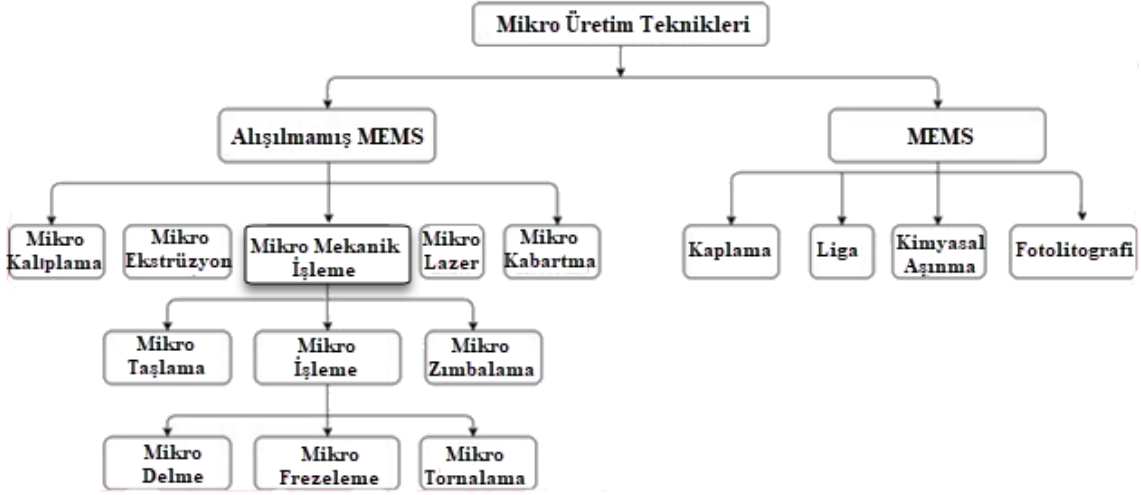 Mikro Üretim Teknikleri
Alışılmamış MEMS
MEMS
Mikro
Kalıplama
Mikro
Ekstrüzyon
Mikro Mekanik
İşleme
Mikro
Lazer
Mikro
Kabartma
Kaplama
Liga
Kimyasal
Aşınma
Fotolitografi
Mikro
Taşlama
Mikro
İşleme
Mikro
Zımbalama
Mikro
Delme
Mikro
Frezeleme
Mikro
Tornalama